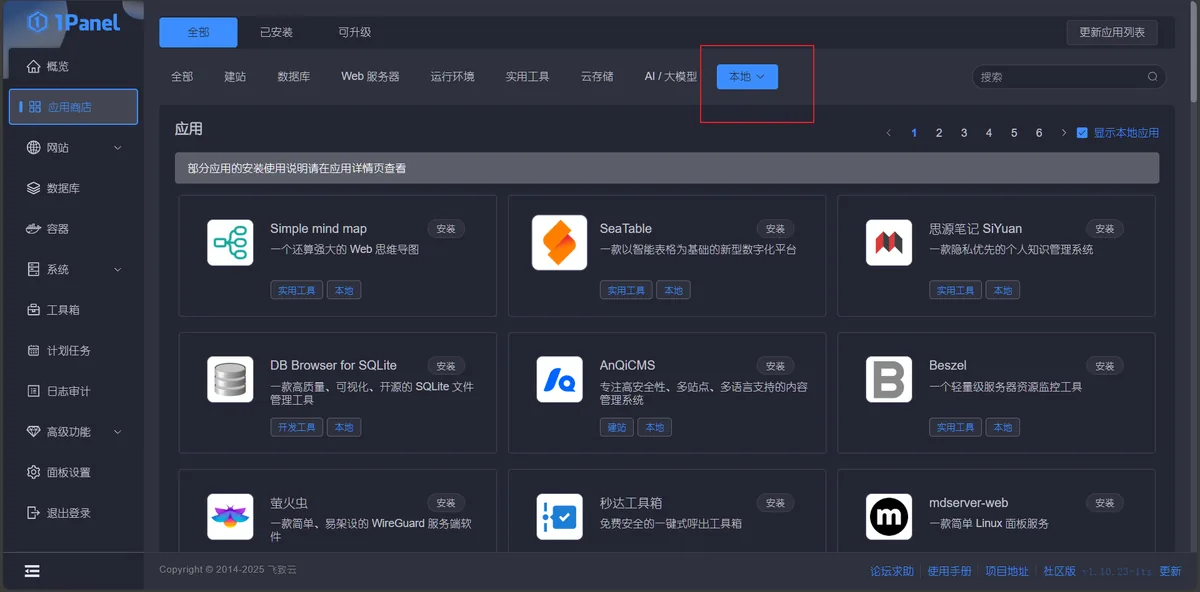 1Panel
概览
应用商店
网站
数据库
容器
系统
工具箱
计划任务
日志审计
高级功能
面板设置
退出登录
全部
已安装
可升级
更新应用列表
全部
建站
数据库
Web 服务器
运行环境
实用工具
云存储
AI / 大模型
本地
搜索
应用
1 2 3 4 5 6
显示本地应用
部分应用的安装使用说明请在应用详情页查看
Simple mind map
安装
一个还算强大的 Web 思维导图
实用工具
本地
SeaTable
安装
一款以智能表格为基础的新型数字化平台
实用工具
本地
思源笔记 SiYuan
安装
一款隐私优先的个人知识管理系统
实用工具
本地
DB Browser for SQLite
安装
一款高质量、可视化、开源的 SQLite 文件
管理工具
开发工具
本地
AnQiCMS
安装
专注高安全性、多站点、多语言支持的内容
管理系统
建站
本地
B
Beszel
安装
一个轻量级服务器资源监控工具
实用工具
本地
萤火虫
安装
一款简单、易架设的 WireGuard 服务端软
件
秒达工具箱
安装
免费安全的一键式呼出工具箱
m
mdserver-web
安装
一款简单 Linux 面板服务
Copyright © 2014-2025 飞致云
论坛求助
使用手册
项目地址
社区版 v1.10.23-lts 更新